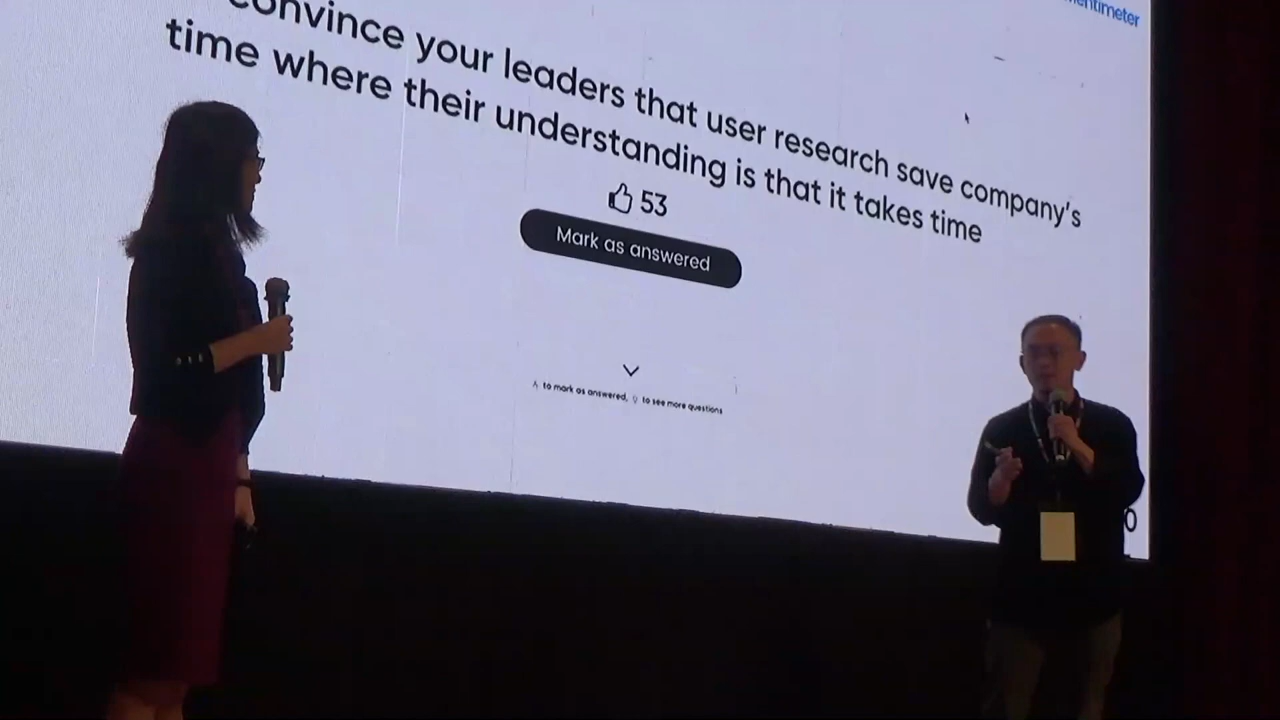 convince your leaders that user research save company's
time where their understanding is that it takes time
53
Mark as answered
to mark as answered, to see more questions
0